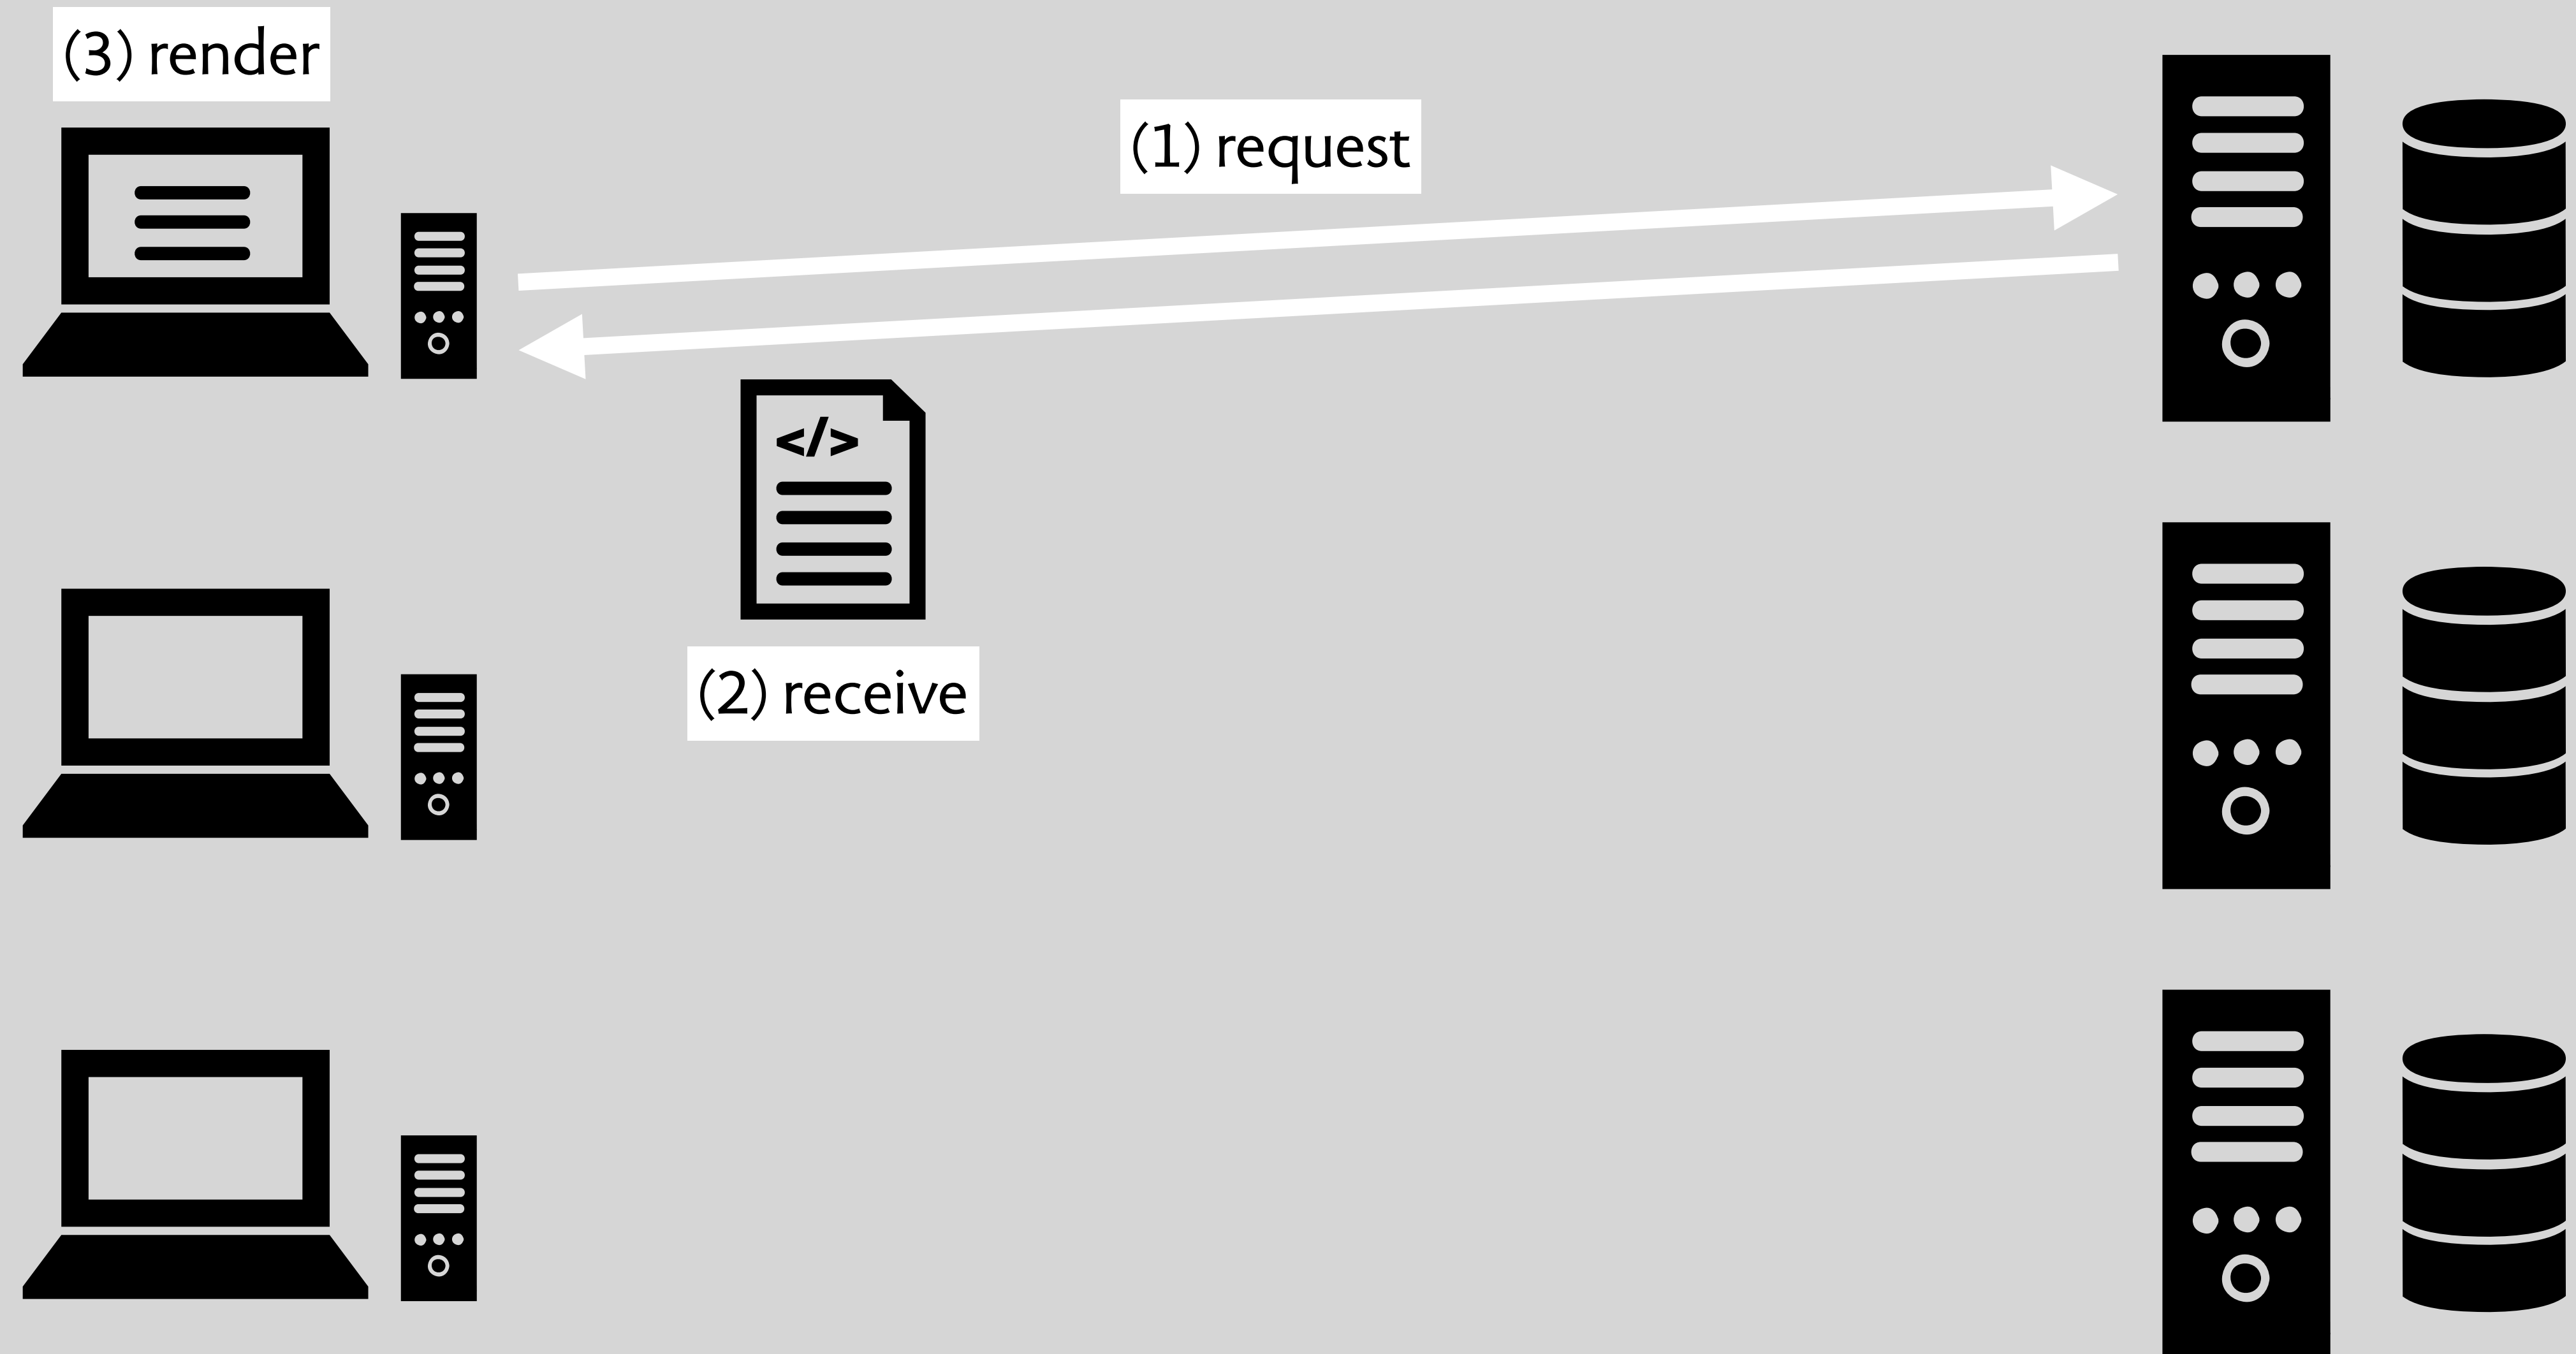 (3) render
(1) request
</>
(2) receive